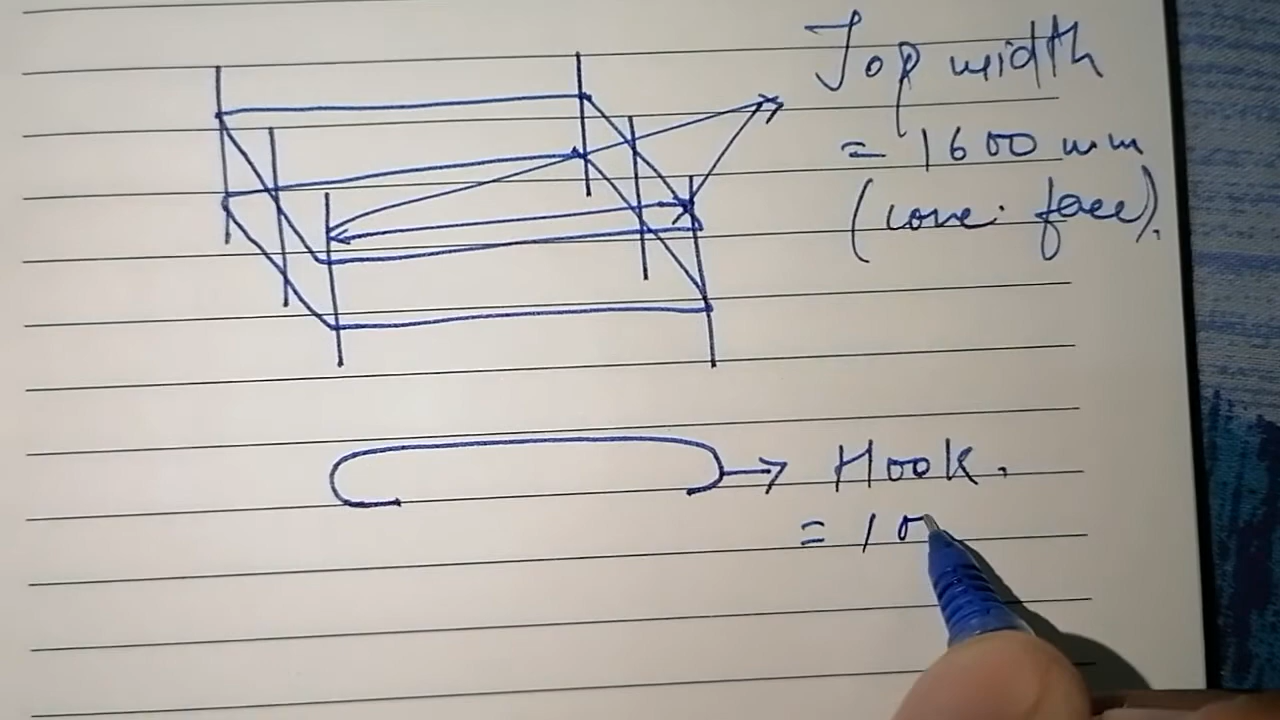 Top width
= 1600 mm
(conc. face).
Hook.
= 10